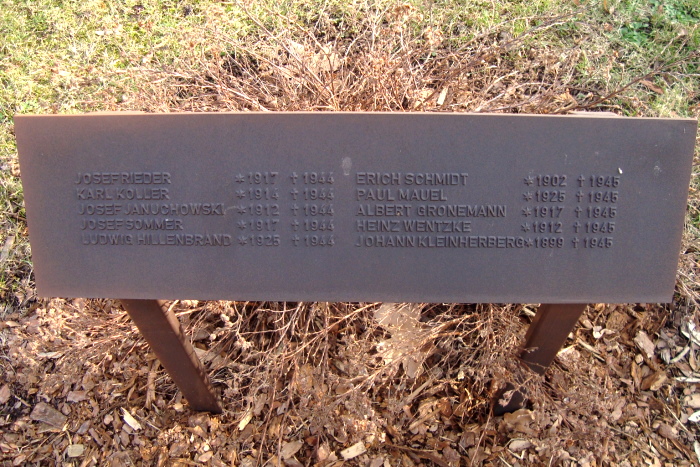 JOSEF RIEDER *1917 †1944
KARL KOLLER *1914 †1944
JOSEF JANUCHOWSKI *1912 †1944
JOSEF SOMMER *1917 †1944
LUDWIG HILLENBRAND *1925 †1944
ERICH SCHMIDT *1902 †1945
PAUL MAUEL *1925 †1945
ALBERT GRONEMANN *1917 †1945
HEINZ WENTZKE *1912 †1945
JOHANN KLEINHERBERG *1899 †1945